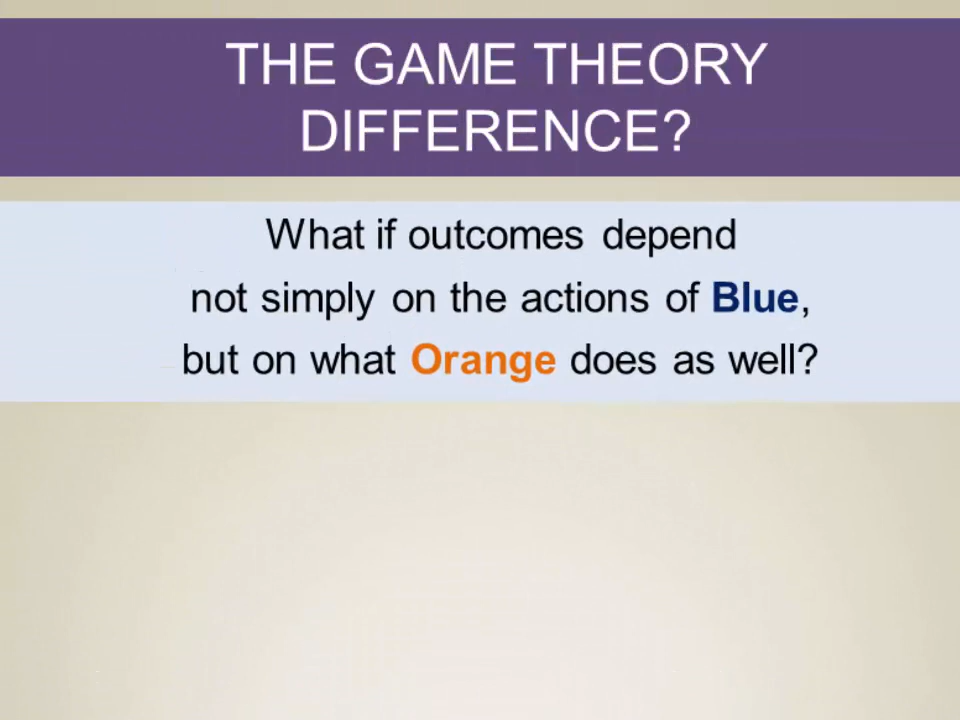 THE GAME THEORY
DIFFERENCE?
What if outcomes depend
not simply on the actions of Blue,
but on what Orange does as well?